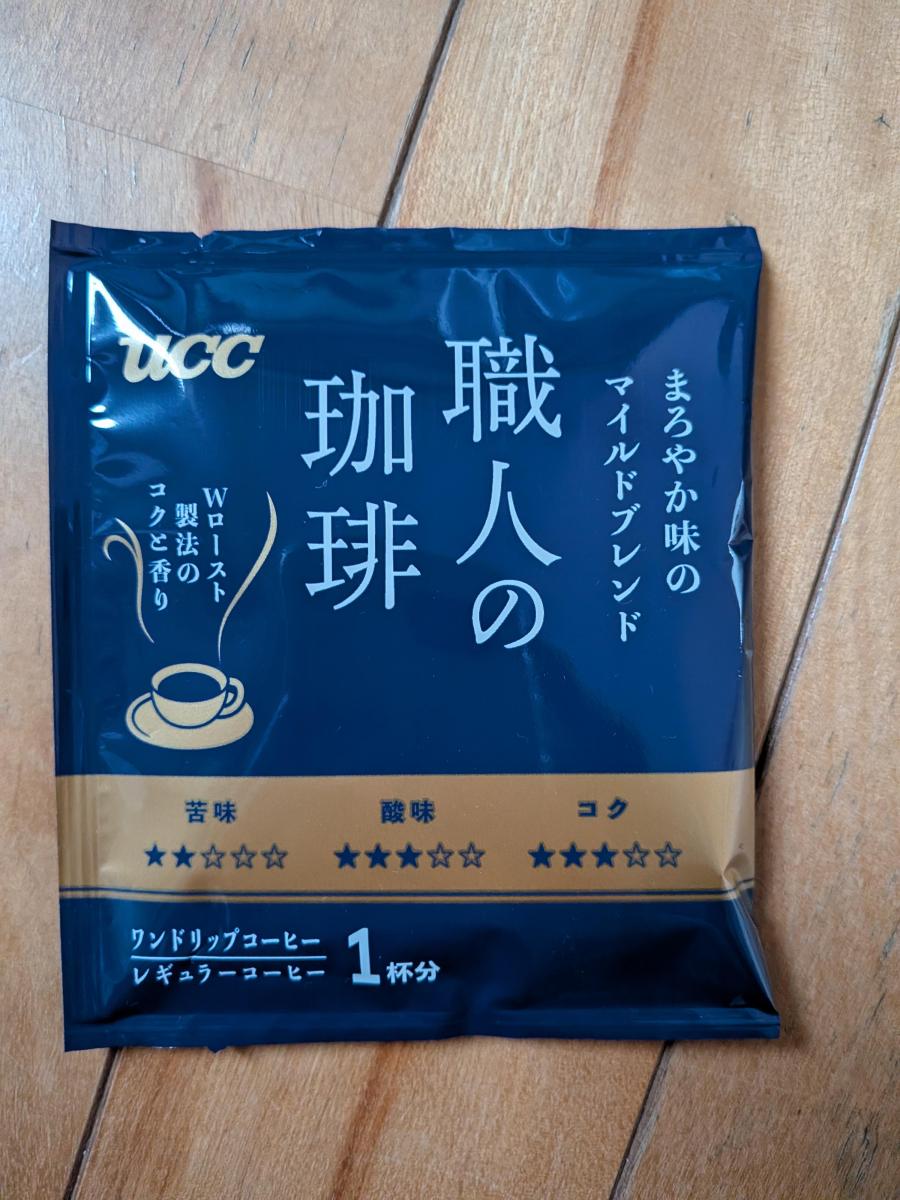 ucc
まろやか味の
マイルドブレンド
職人の
珈琲
Wロースト
製法の
コクと香り
苦味 酸味 コク
★★☆☆☆ ★★★☆☆ ★★★☆☆
ワンドリップコーヒー
レギュラーコーヒー
1杯分